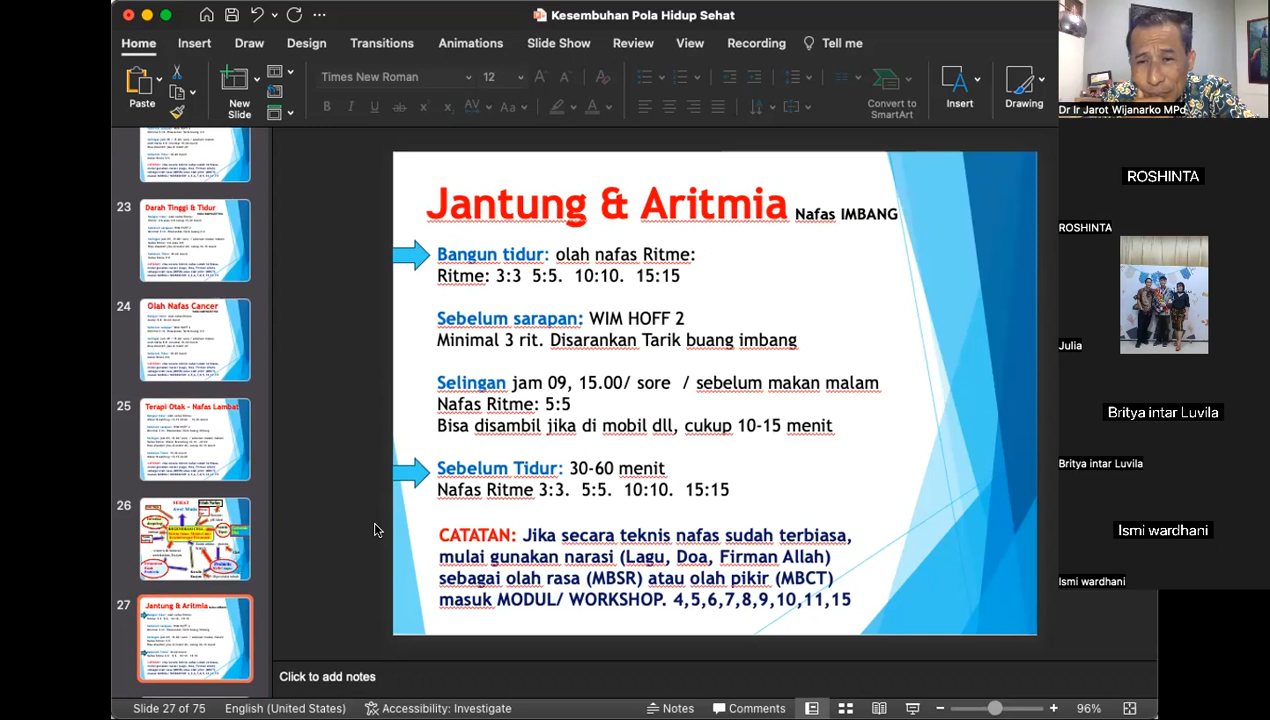 Kesembuhan Pola Hidup Sehat
Home Insert Draw Design Transitions Animations Slide Show Review View Recording Tell me
Paste
New Slide
Times New Roman 12
Convert to SmartArt
Insert
Drawing
23
Darah Tinggi & Tidur
24
Olah Nafas Cancer
25
Terapi Otak - Nafas Lambat
26
27
Jantung & Aritmia
Jantung & Aritmia Nafas IMBANG
Bangun tidur: olah nafas Ritme:
Ritme: 3:3 5:5. 10:10. 15:15
Sebelum sarapan: WIM HOFF 2
Minimal 3 rit. Disarankan Tarik buang imbang
Selingan jam 09, 15.00/ sore / sebelum makan malam
Nafas Ritme: 5:5
Bisa disambil jika di mobil dll, cukup 10-15 menit
Sebelum Tidur: 30-60 menit
Nafas Ritme 3:3. 5:5. 10:10. 15:15
CATATAN: Jika secara teknis nafas sudah terbiasa,
mulai gunakan narasi (Lagu, Doa, Firman Allah)
sebagai olah rasa (MBSR) atau olah pikir (MBCT)
masuk MODUL/ WORKSHOP. 4,5,6,7,8,9,10,11,15
Click to add notes
Slide 27 of 75 English (United States) Accessibility: Investigate Notes Comments 96%
Dr Ir Jarot Wijanarko MPd
ROSHINTA
ROSHINTA
Julia
Britya intar Luvila
Britya intar Luvila
Ismi wardhani
Ismi wardhani